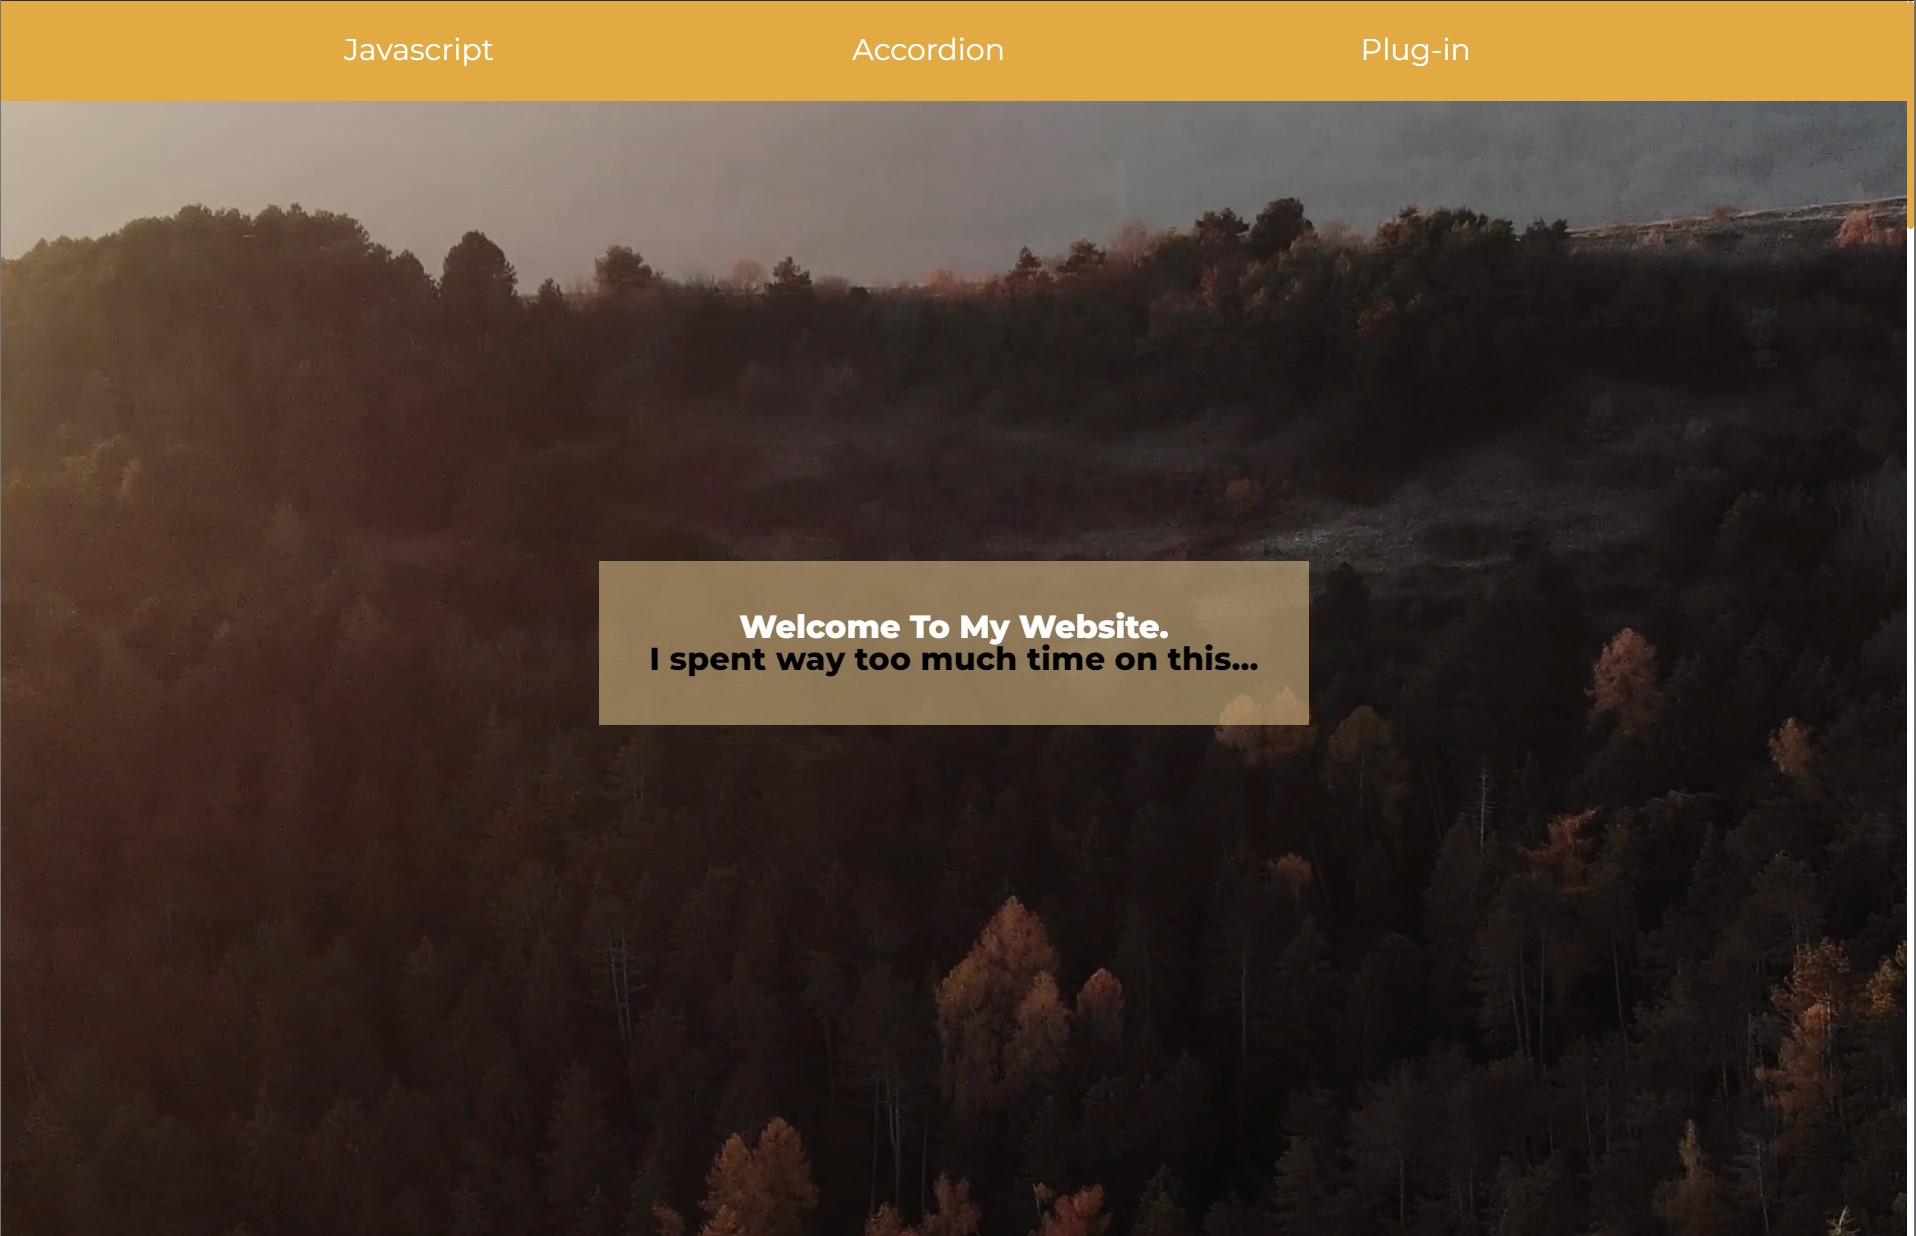 Javascript Accordion Plug-in
Welcome To My Website.
I spent way too much time on this...